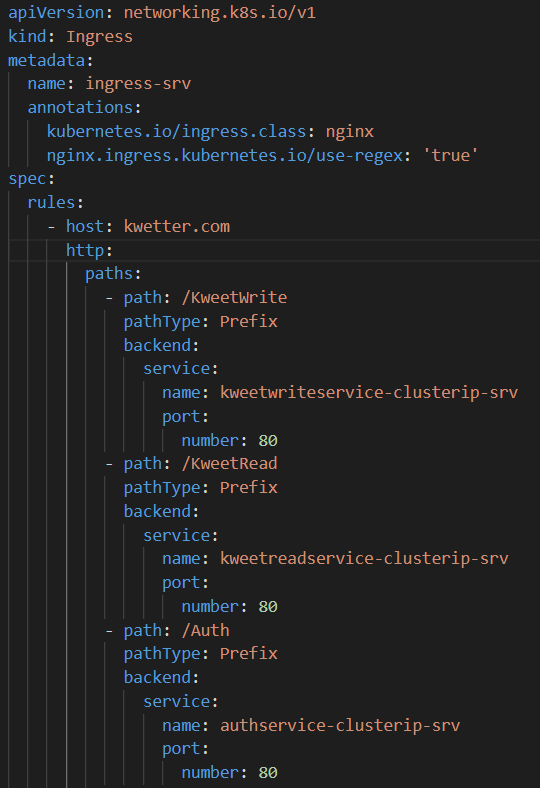 apiVersion: networking.k8s.io/v1
kind: Ingress
metadata:
  name: ingress-srv
  annotations:
    kubernetes.io/ingress.class: nginx
    nginx.ingress.kubernetes.io/use-regex: 'true'
spec:
  rules:
    - host: kwetter.com
      http:
        paths:
          - path: /KweetWrite
            pathType: Prefix
            backend:
              service:
                name: kweetwriteservice-clusterip-srv
                port:
                  number: 80
          - path: /KweetRead
            pathType: Prefix
            backend:
              service:
                name: kweetreadservice-clusterip-srv
                port:
                  number: 80
          - path: /Auth
            pathType: Prefix
            backend:
              service:
                name: authservice-clusterip-srv
                port:
                  number: 80